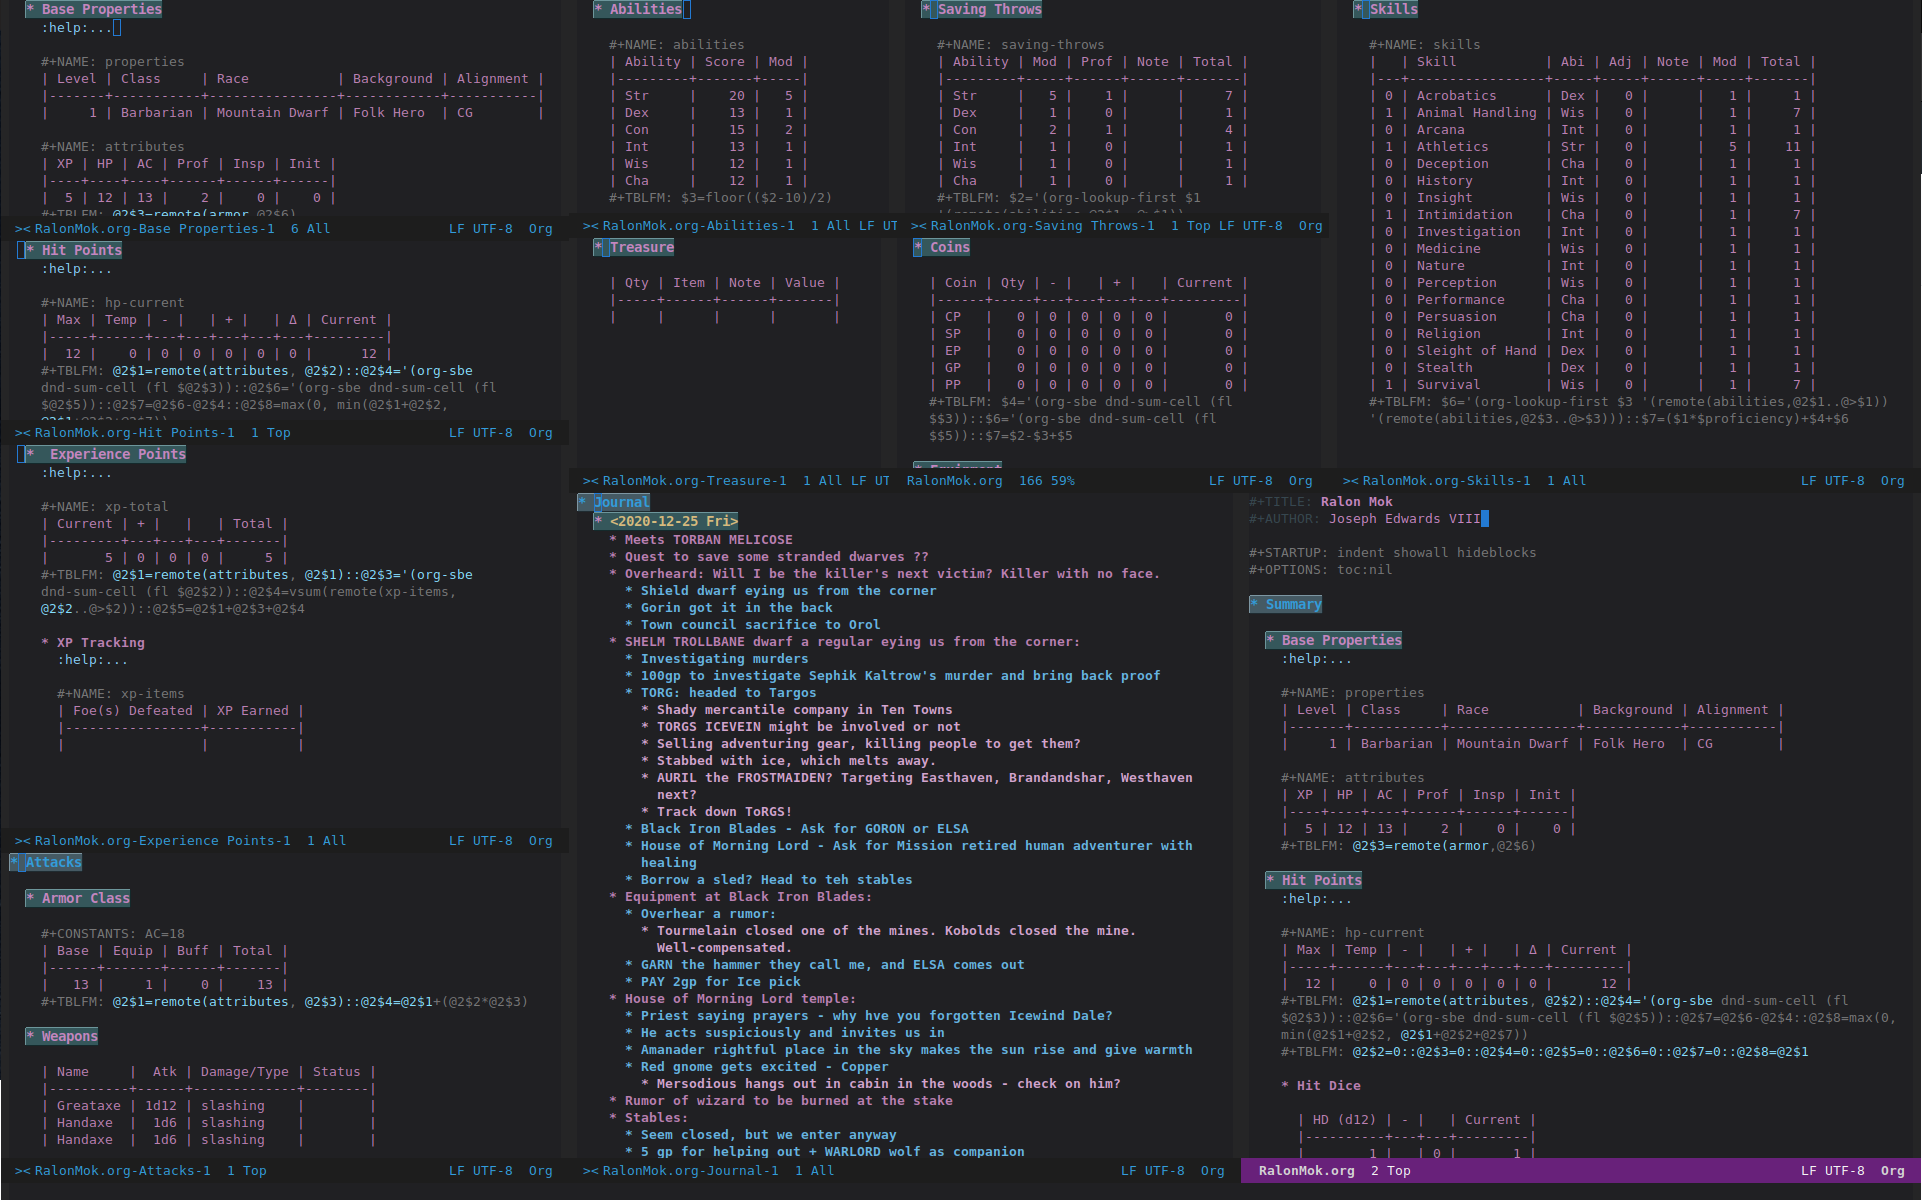 * Base Properties
:help:...
#+NAME: properties
| Level | Class     | Race           | Background | Alignment |
|-------+-----------+----------------+------------+-----------|
|     1 | Barbarian | Mountain Dwarf | Folk Hero  | CG        |
#+NAME: attributes
| XP | HP | AC | Prof | Insp | Init |
|----+----+----+------+------+------|
|  5 | 12 | 13 |    2 |    0 |    0 |
#+TBLFM: @2$3=remote(armor,@2$6)
>< RalonMok.org-Base Properties-1  6 All  LF UTF-8  Org
* Hit Points
:help:...
#+NAME: hp-current
| Max | Temp | - |   | + |   | Δ | Current |
|-----+------+---+---+---+---+---+---------|
|  12 |    0 | 0 | 0 | 0 | 0 | 0 |      12 |
#+TBLFM: @2$1=remote(attributes, @2$2)::@2$4='(org-sbe
dnd-sum-cell (fl $@2$3))::@2$6='(org-sbe dnd-sum-cell (fl
$@2$5))::@2$7=@2$6-@2$4::@2$8=max(0, min(@2$1+@2$2,
@2$1+@2$2+@2$7))
>< RalonMok.org-Hit Points-1  1 Top  LF UTF-8  Org
*  Experience Points
:help:...
#+NAME: xp-total
| Current | + |   |   | Total |
|---------+---+---+---+-------|
|       5 | 0 | 0 | 0 |     5 |
#+TBLFM: @2$1=remote(attributes, @2$1)::@2$3='(org-sbe
dnd-sum-cell (fl $@2$2))::@2$4=vsum(remote(xp-items,
@2$2..@>$2))::@2$5=@2$1+@2$3+@2$4
* XP Tracking
:help:...
#+NAME: xp-items
| Foe(s) Defeated | XP Earned |
|-----------------+-----------|
|                 |           |
>< RalonMok.org-Experience Points-1  1 All  LF UTF-8  Org
* Attacks
* Armor Class
#+CONSTANTS: AC=18
| Base | Equip | Buff | Total |
|------+-------+------+-------|
|   13 |     1 |    0 |    13 |
#+TBLFM: @2$1=remote(attributes, @2$3)::@2$4=@2$1+(@2$2*@2$3)
* Weapons
| Name     |  Atk | Damage/Type | Status |
|----------+------+-------------+--------|
| Greataxe | 1d12 | slashing    |        |
| Handaxe  |  1d6 | slashing    |        |
| Handaxe  |  1d6 | slashing    |        |
>< RalonMok.org-Attacks-1  1 Top  LF UTF-8  Org
* Abilities
#+NAME: abilities
| Ability | Score | Mod |
|---------+-------+-----|
| Str     |    20 |   5 |
| Dex     |    13 |   1 |
| Con     |    15 |   2 |
| Int     |    13 |   1 |
| Wis     |    12 |   1 |
| Cha     |    12 |   1 |
#+TBLFM: $3=floor(($2-10)/2)
>< RalonMok.org-Abilities-1  1 All LF UT
* Saving Throws
#+NAME: saving-throws
| Ability | Mod | Prof | Note | Total |
|---------+-----+------+------+-------|
| Str     |   5 |    1 |      |     7 |
| Dex     |   1 |    0 |      |     1 |
| Con     |   2 |    1 |      |     4 |
| Int     |   1 |    0 |      |     1 |
| Wis     |   1 |    0 |      |     1 |
| Cha     |   1 |    0 |      |     1 |
#+TBLFM: $2='(org-lookup-first $1
'(remote(abilities,@2$1..@>$1))
>< RalonMok.org-Saving Throws-1  1 Top LF UTF-8  Org
* Skills
#+NAME: skills
|   | Skill           | Abi | Adj | Note | Mod | Total |
|---+-----------------+-----+-----+------+-----+-------|
| 0 | Acrobatics      | Dex |   0 |      |   1 |     1 |
| 1 | Animal Handling | Wis |   0 |      |   1 |     7 |
| 0 | Arcana          | Int |   0 |      |   1 |     1 |
| 1 | Athletics       | Str |   0 |      |   5 |    11 |
| 0 | Deception       | Cha |   0 |      |   1 |     1 |
| 0 | History         | Int |   0 |      |   1 |     1 |
| 0 | Insight         | Wis |   0 |      |   1 |     1 |
| 1 | Intimidation    | Cha |   0 |      |   1 |     7 |
| 0 | Investigation   | Int |   0 |      |   1 |     1 |
| 0 | Medicine        | Wis |   0 |      |   1 |     1 |
| 0 | Nature          | Int |   0 |      |   1 |     1 |
| 0 | Perception      | Wis |   0 |      |   1 |     1 |
| 0 | Performance     | Cha |   0 |      |   1 |     1 |
| 0 | Persuasion      | Cha |   0 |      |   1 |     1 |
| 0 | Religion        | Int |   0 |      |   1 |     1 |
| 0 | Sleight of Hand | Dex |   0 |      |   1 |     1 |
| 0 | Stealth         | Dex |   0 |      |   1 |     1 |
| 1 | Survival        | Wis |   0 |      |   1 |     7 |
#+TBLFM: $6='(org-lookup-first $3 '(remote(abilities,@2$1..@>$1))
'(remote(abilities,@2$3..@>$3)))::$7=($1*$proficiency)+$4+$6
>< RalonMok.org-Skills-1  1 All  LF UTF-8  Org
* Treasure
| Qty | Item | Note | Value |
|-----+------+------+-------|
|     |      |      |       |
>< RalonMok.org-Treasure-1  1 All LF UT
* Coins
| Coin | Qty | - |   | + |   | Current |
|------+-----+---+---+---+---+---------|
| CP   |   0 | 0 | 0 | 0 | 0 |       0 |
| SP   |   0 | 0 | 0 | 0 | 0 |       0 |
| EP   |   0 | 0 | 0 | 0 | 0 |       0 |
| GP   |   0 | 0 | 0 | 0 | 0 |       0 |
| PP   |   0 | 0 | 0 | 0 | 0 |       0 |
#+TBLFM: $4='(org-sbe dnd-sum-cell (fl
$$3))::$6='(org-sbe dnd-sum-cell (fl
$$5))::$7=$2-$3+$5
* Equipment
RalonMok.org  166 59%  LF UTF-8  Org
* Journal
* <2020-12-25 Fri>
* Meets TORBAN MELICOSE
* Quest to save some stranded dwarves ??
* Overheard: Will I be the killer's next victim? Killer with no face.
* Shield dwarf eying us from the corner
* Gorin got it in the back
* Town council sacrifice to Orol
* SHELM TROLLBANE dwarf a regular eying us from the corner:
* Investigating murders
* 100gp to investigate Sephik Kaltrow's murder and bring back proof
* TORG: headed to Targos
* Shady mercantile company in Ten Towns
* TORGS ICEVEIN might be involved or not
* Selling adventuring gear, killing people to get them?
* Stabbed with ice, which melts away.
* AURIL the FROSTMAIDEN? Targeting Easthaven, Brandandshar, Westhaven
next?
* Track down ToRGS!
* Black Iron Blades - Ask for GORON or ELSA
* House of Morning Lord - Ask for Mission retired human adventurer with
healing
* Borrow a sled? Head to teh stables
* Equipment at Black Iron Blades:
* Overhear a rumor:
* Tourmelain closed one of the mines. Kobolds closed the mine.
Well-compensated.
* GARN the hammer they call me, and ELSA comes out
* PAY 2gp for Ice pick
* House of Morning Lord temple:
* Priest saying prayers - why hve you forgotten Icewind Dale?
* He acts suspiciously and invites us in
* Amanader rightful place in the sky makes the sun rise and give warmth
* Red gnome gets excited - Copper
* Mersodious hangs out in cabin in the woods - check on him?
* Rumor of wizard to be burned at the stake
* Stables:
* Seem closed, but we enter anyway
* 5 gp for helping out + WARLORD wolf as companion
>< RalonMok.org-Journal-1  1 All  LF UTF-8  Org
#+TITLE: Ralon Mok
#+AUTHOR: Joseph Edwards VIII
#+STARTUP: indent showall hideblocks
#+OPTIONS: toc:nil
* Summary
* Base Properties
:help:...
#+NAME: properties
| Level | Class     | Race           | Background | Alignment |
|-------+-----------+----------------+------------+-----------|
|     1 | Barbarian | Mountain Dwarf | Folk Hero  | CG        |
#+NAME: attributes
| XP | HP | AC | Prof | Insp | Init |
|----+----+----+------+------+------|
|  5 | 12 | 13 |    2 |    0 |    0 |
#+TBLFM: @2$3=remote(armor,@2$6)
* Hit Points
:help:...
#+NAME: hp-current
| Max | Temp | - |   | + |   | Δ | Current |
|-----+------+---+---+---+---+---+---------|
|  12 |    0 | 0 | 0 | 0 | 0 | 0 |      12 |
#+TBLFM: @2$1=remote(attributes, @2$2)::@2$4='(org-sbe dnd-sum-cell (fl
$@2$3))::@2$6='(org-sbe dnd-sum-cell (fl $@2$5))::@2$7=@2$6-@2$4::@2$8=max(0,
min(@2$1+@2$2, @2$1+@2$2+@2$7))
#+TBLFM: @2$2=0::@2$3=0::@2$4=0::@2$5=0::@2$6=0::@2$7=0::@2$8=@2$1
* Hit Dice
| HD (d12) | - |   | Current |
|----------+---+---+---------|
|        1 |   | 0 |       1 |
RalonMok.org  2 Top  LF UTF-8  Org